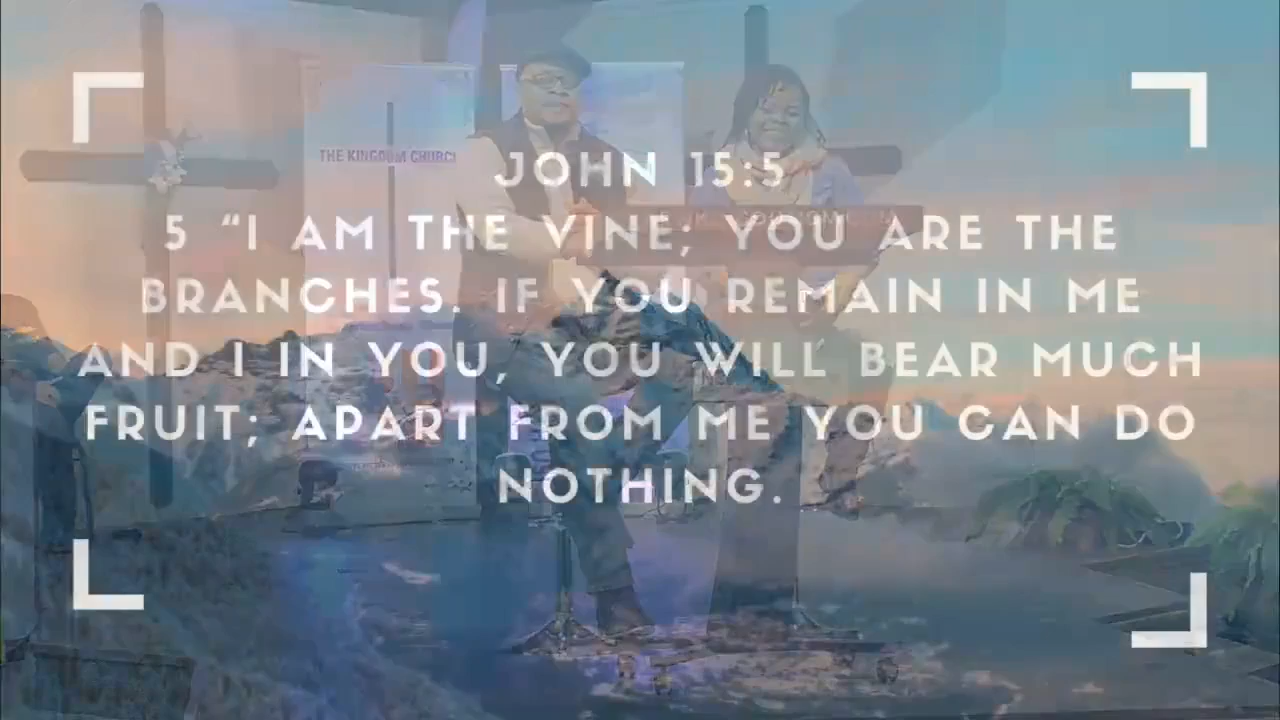 THE KINGDOM CHURCH
JOHN 15:5
5 “I AM THE VINE; YOU ARE THE
BRANCHES. IF YOU REMAIN IN ME
AND I IN YOU, YOU WILL BEAR MUCH
FRUIT; APART FROM ME YOU CAN DO
NOTHING.